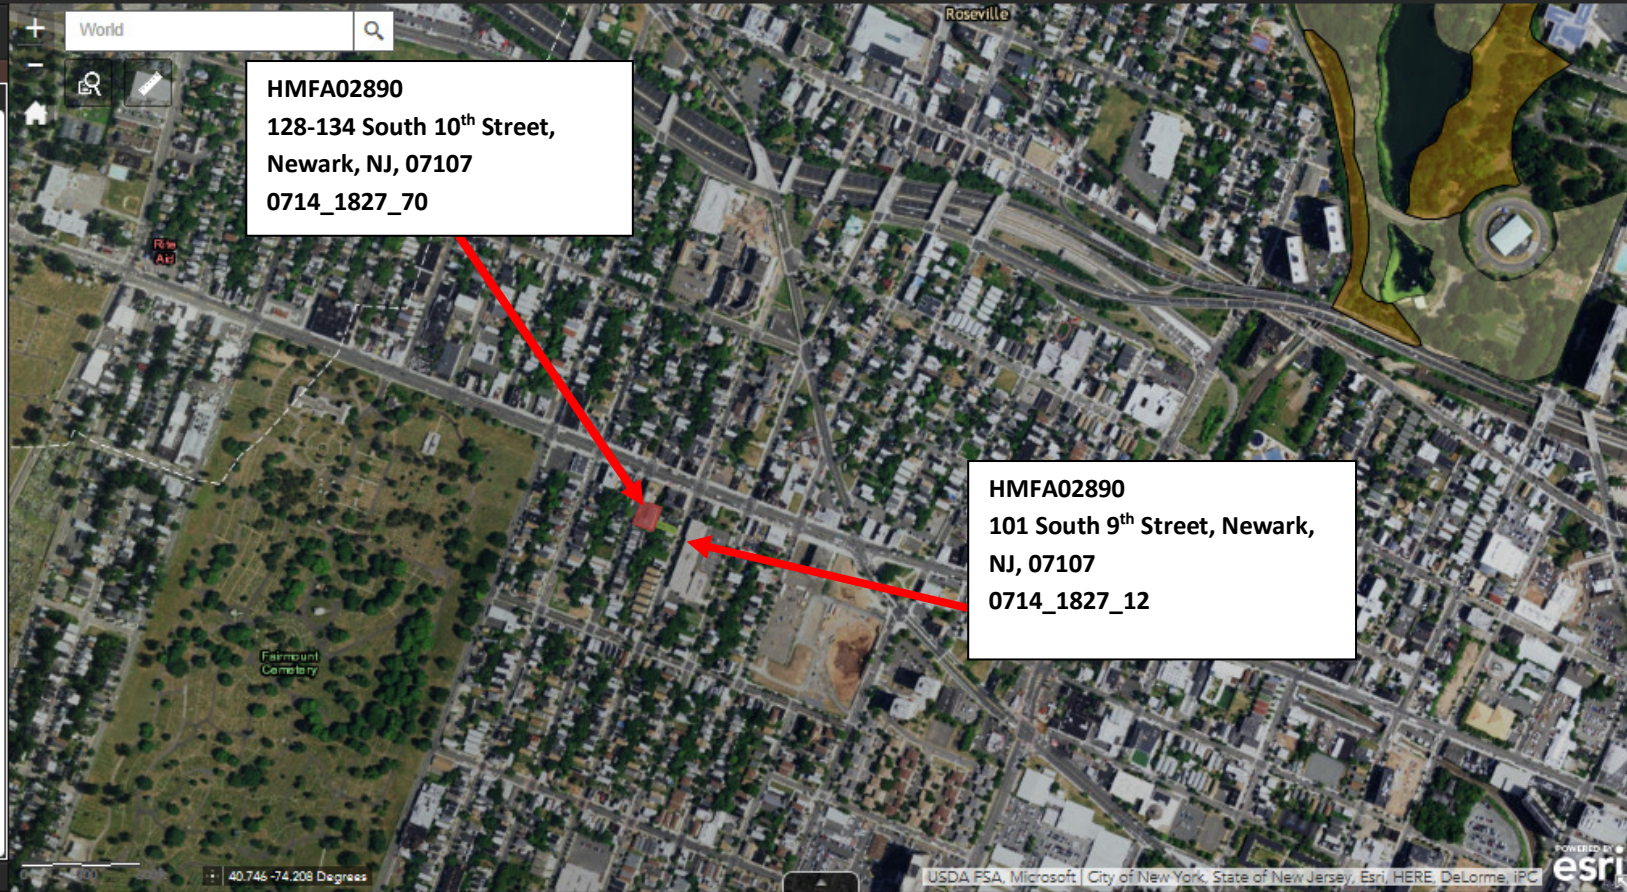 World
Roseville
HMFA02890
128-134 South 10th Street,
Newark, NJ, 07107
0714_1827_70
Rite
Aid
HMFA02890
101 South 9th Street, Newark,
NJ, 07107
0714_1827_12
Fairmount
Cemetery
40.746 -74.208 Degrees
USDA FSA, Microsoft | City of New York, State of New Jersey, Esri, HERE, DeLorme, iPC
POWERED BY
esri